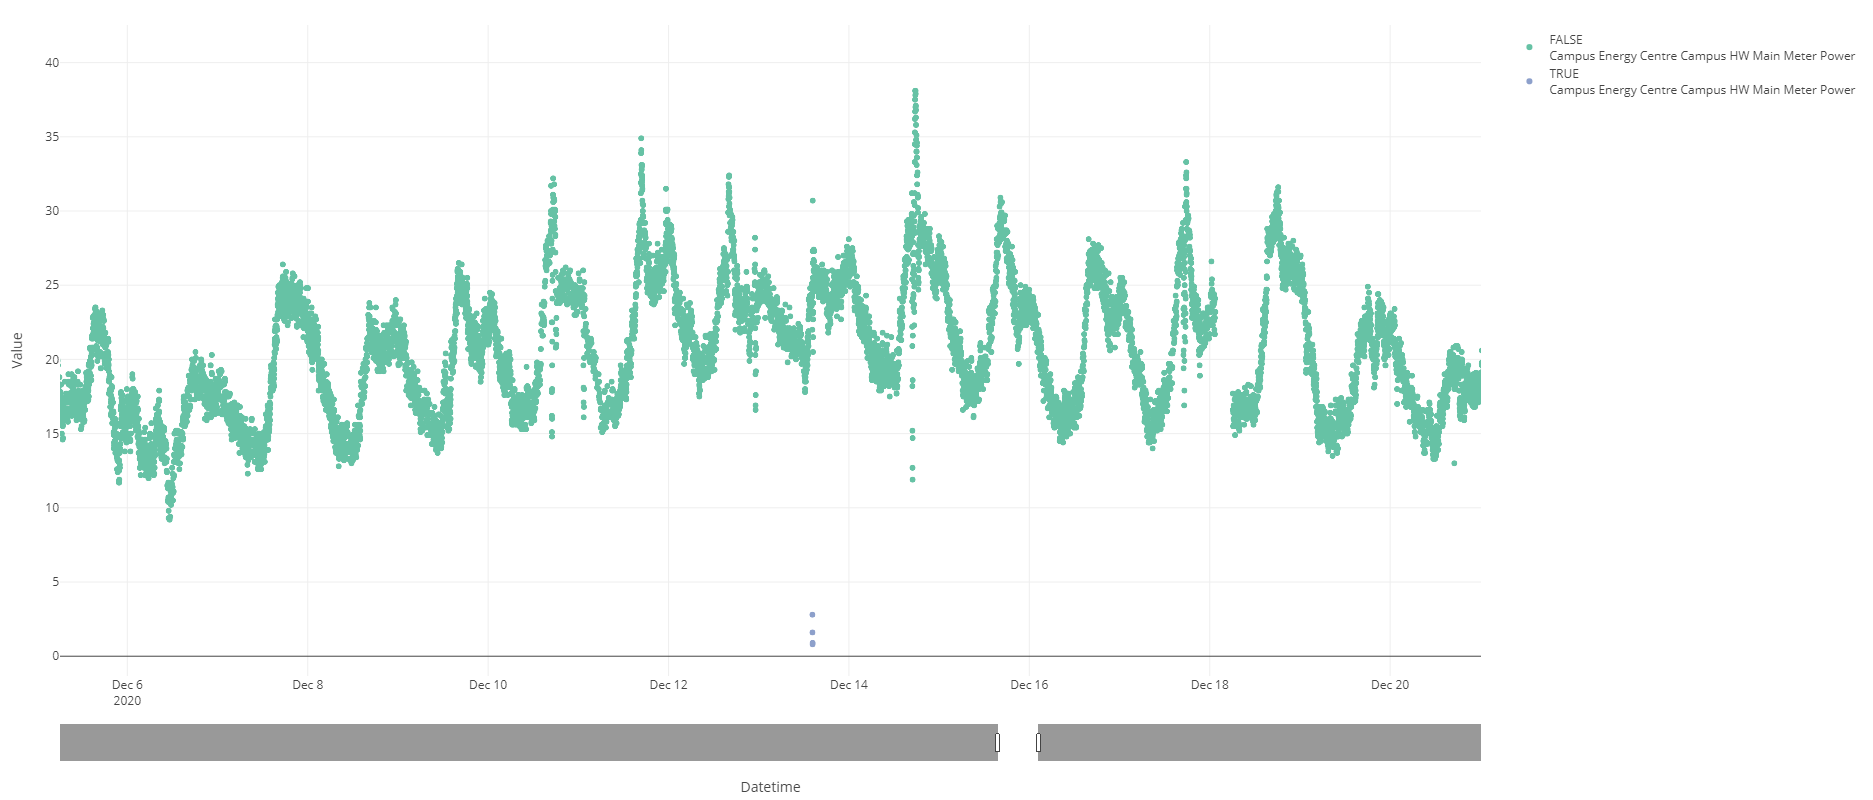 40
35
30
25
20
15
10
5
0
Value
Dec 6
2020
Dec 8
Dec 10
Dec 12
Dec 14
Dec 16
Dec 18
Dec 20
Datetime
FALSE
Campus Energy Centre Campus HW Main Meter Power
TRUE
Campus Energy Centre Campus HW Main Meter Power